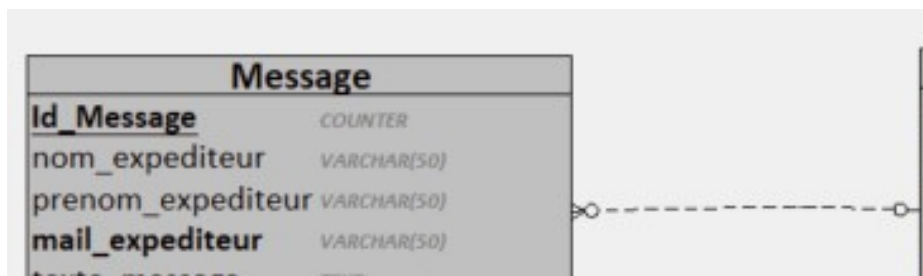 Message
Id_Message COUNTER
nom_expediteur VARCHAR(50)
prenom_expediteur VARCHAR(50)
mail_expediteur VARCHAR(50)